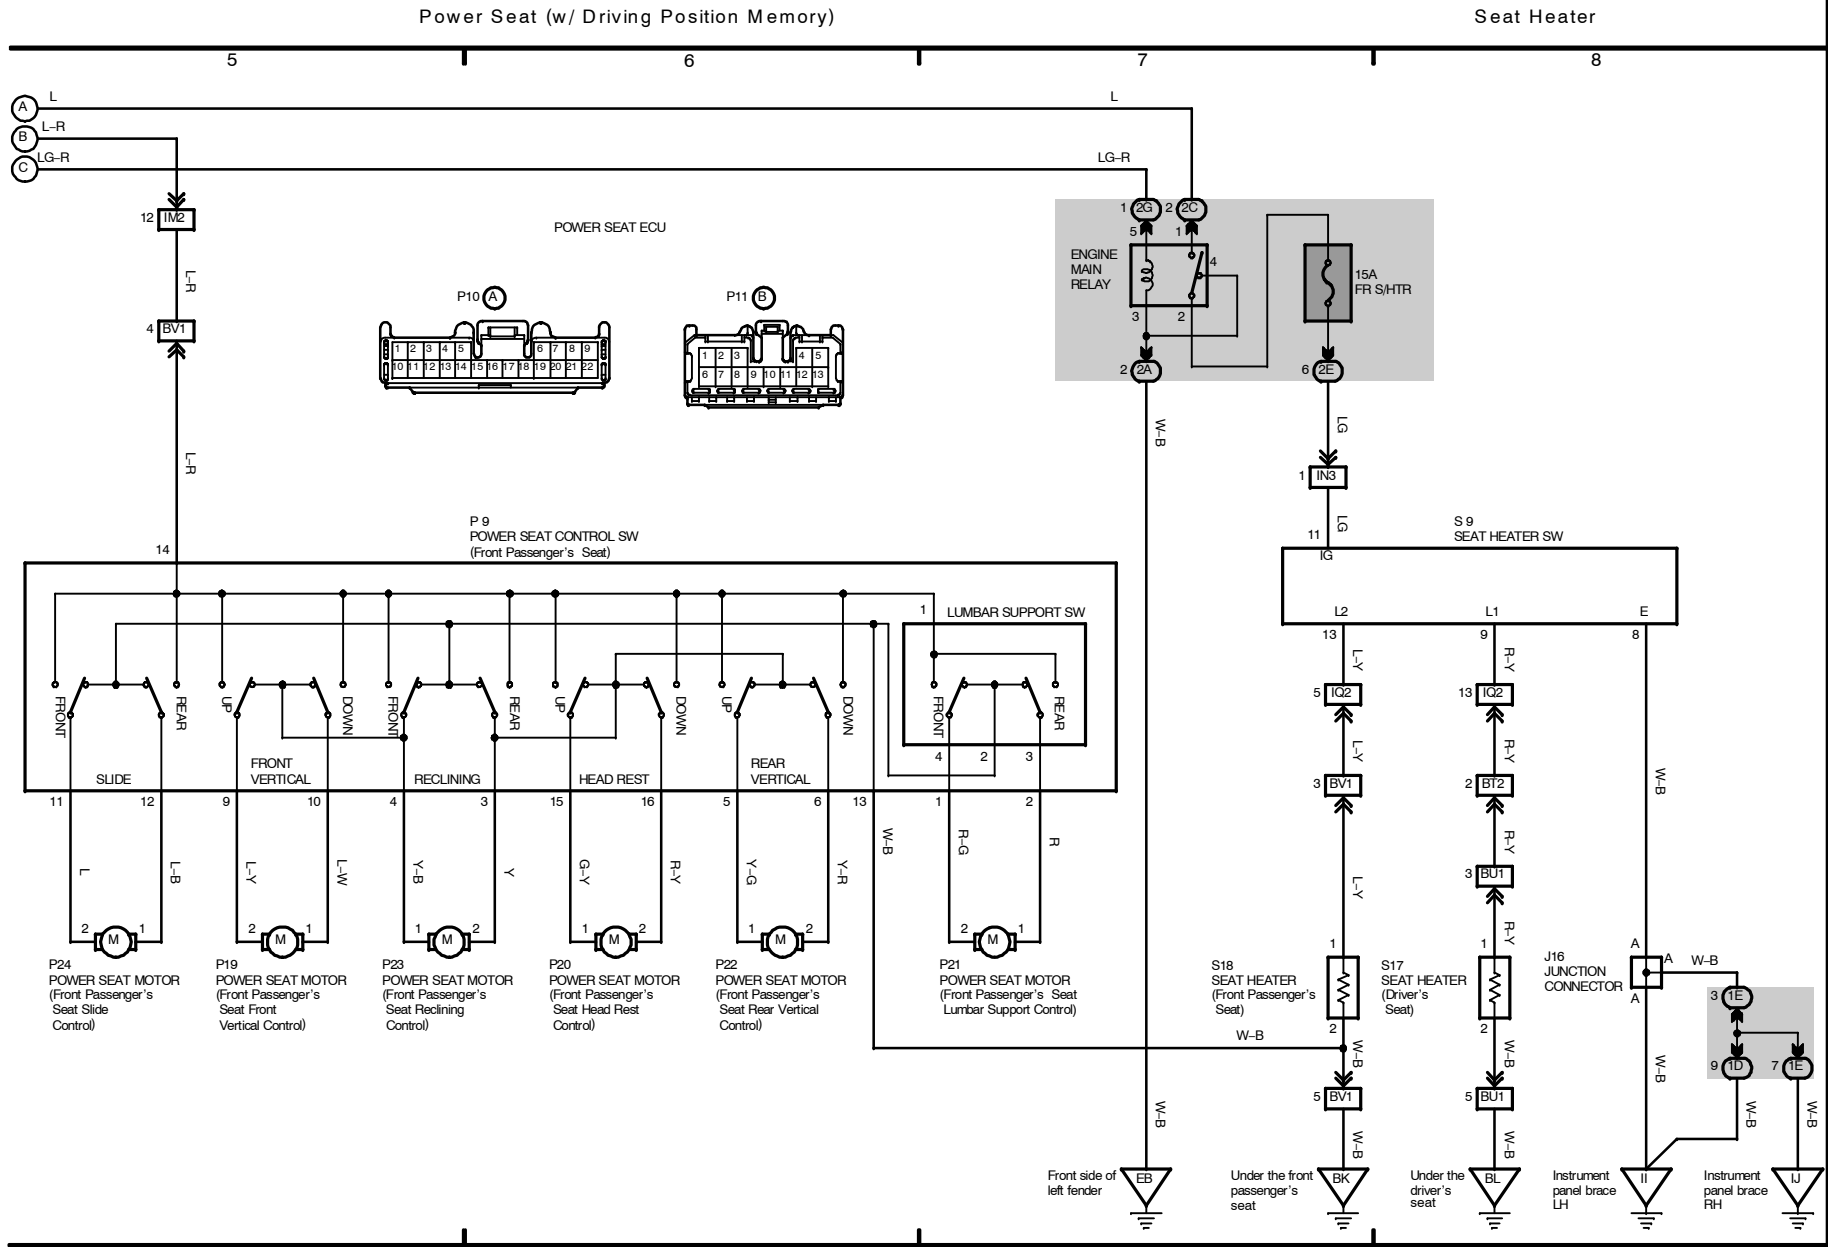 Power Seat (w/ Driving Position Memory)
Seat Heater
5
6
7
8
A
L
L
B
L–R
C
LG–R
LG–R
12
IM2
POWER SEAT ECU
1
2G
2
2C
5
1
ENGINE
MAIN
RELAY
4
15A
FR S/HTR
L–R
P10
A
P11
B
3
2
4
BV1
1 2 3 4 5
6 7 8 9
10 11 12 13 14 15 16 17 18 19 20 21 22
1 2 3
4 5
6 7 8 9 10 11 12 13
2
2A
6
2E
L–R
W–B
LG
1
IN3
LG
P 9
POWER SEAT CONTROL SW
(Front Passenger's Seat)
14
S 9
SEAT HEATER SW
11
IG
1
LUMBAR SUPPORT SW
L2
L1
E
13
9
8
L–Y
R–Y
FRONT
REAR
UP
DOWN
FRONT
REAR
UP
DOWN
UP
DOWN
FRONT
REAR
5
IQ2
13
IQ2
4
2
3
L–Y
R–Y
SLIDE
FRONT
VERTICAL
RECLINING
HEAD REST
REAR
VERTICAL
3
BV1
2
BT2
W–B
11
12
9
10
4
3
15
16
5
6
13
1
2
L
L–B
L–Y
L–W
Y–B
Y
G–Y
R–Y
Y–G
Y–R
W–B
R–G
R
L–Y
R–Y
3
BU1
R–Y
2
M
1
2
M
1
1
M
2
1
M
2
1
M
2
2
M
1
1
1
A
P24
POWER SEAT MOTOR
(Front Passenger's
Seat Slide
Control)
P19
POWER SEAT MOTOR
(Front Passenger's
Seat Front
Vertical Control)
P23
POWER SEAT MOTOR
(Front Passenger's
Seat Reclining
Control)
P20
POWER SEAT MOTOR
(Front Passenger's
Seat Head Rest
Control)
P22
POWER SEAT MOTOR
(Front Passenger's
Seat Rear Vertical
Control)
P21
POWER SEAT MOTOR
(Front Passenger's Seat
Lumbar Support Control)
S18
SEAT HEATER
(Front Passenger's
Seat)
S17
SEAT HEATER
(Driver's
Seat)
J16
JUNCTION
CONNECTOR
A
W–B
A
3
1E
2
2
W–B
W–B
W–B
W–B
9
1D
7
1E
5
BV1
5
BU1
W–B
W–B
W–B
W–B
W–B
Front side of
left fender
EB
Under the front
passenger's
seat
BK
Under the
driver's
seat
BL
Instrument
panel brace
LH
II
Instrument
panel brace
RH
IJ